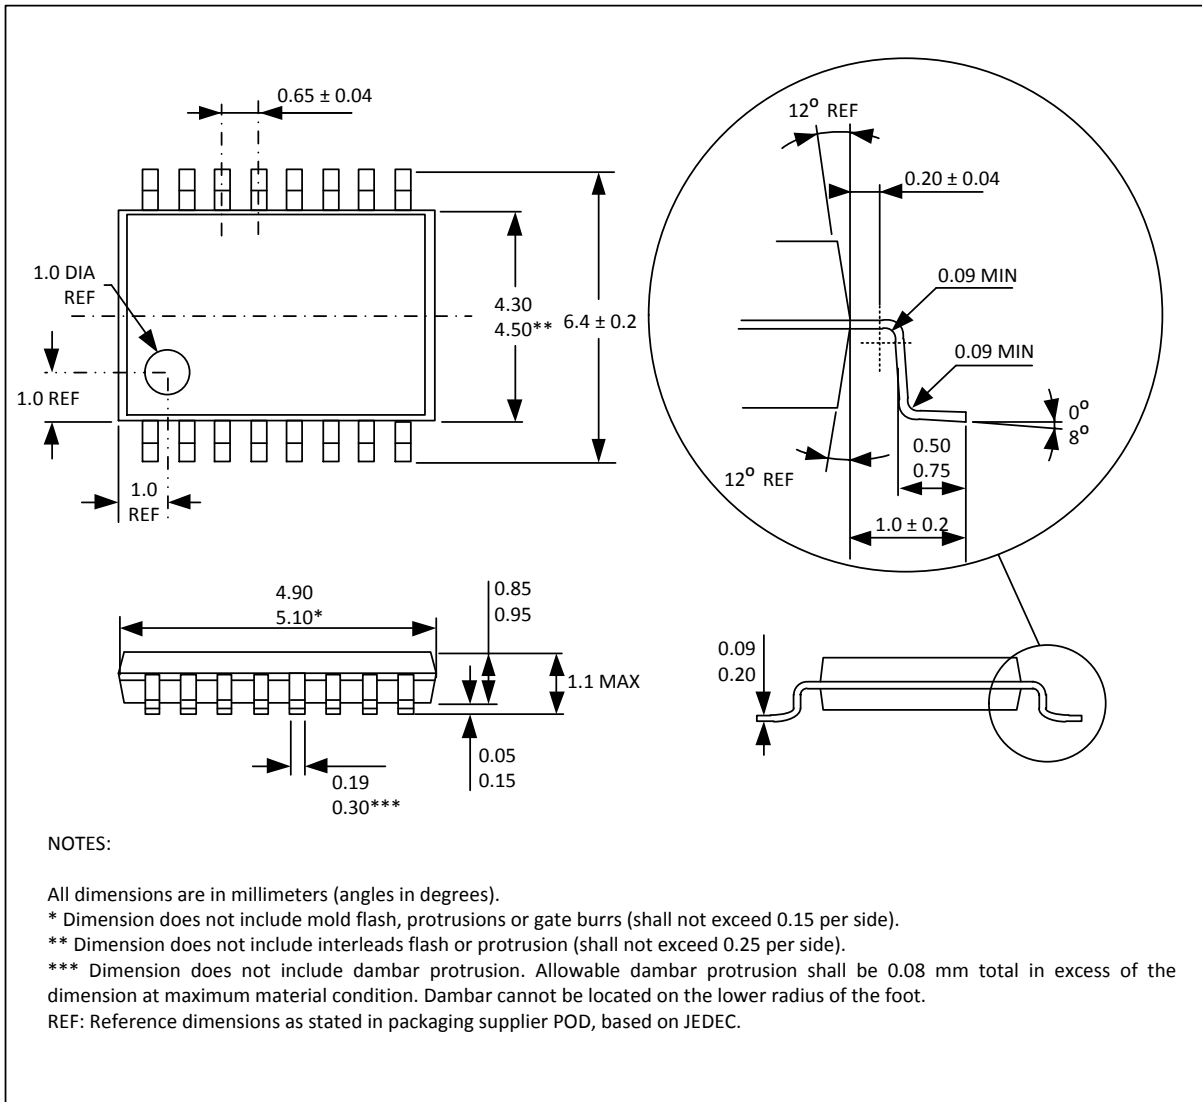 0.65 ± 0.04
12° REF
0.20 ± 0.04
1.0 DIA
REF
0.09 MIN
4.30
4.50**
6.4 ± 0.2
0.09 MIN
1.0 REF
0°
8°
0.50
0.75
12° REF
1.0
REF
1.0 ± 0.2
4.90
5.10*
0.85
0.95
1.1 MAX
0.09
0.20
0.05
0.15
0.19
0.30***
NOTES:
All dimensions are in millimeters (angles in degrees).
* Dimension does not include mold flash, protrusions or gate burrs (shall not exceed 0.15 per side).
** Dimension does not include interleads flash or protrusion (shall not exceed 0.25 per side).
*** Dimension does not include dambar protrusion. Allowable dambar protrusion shall be 0.08 mm total in excess of the
dimension at maximum material condition. Dambar cannot be located on the lower radius of the foot.
REF: Reference dimensions as stated in packaging supplier POD, based on JEDEC.